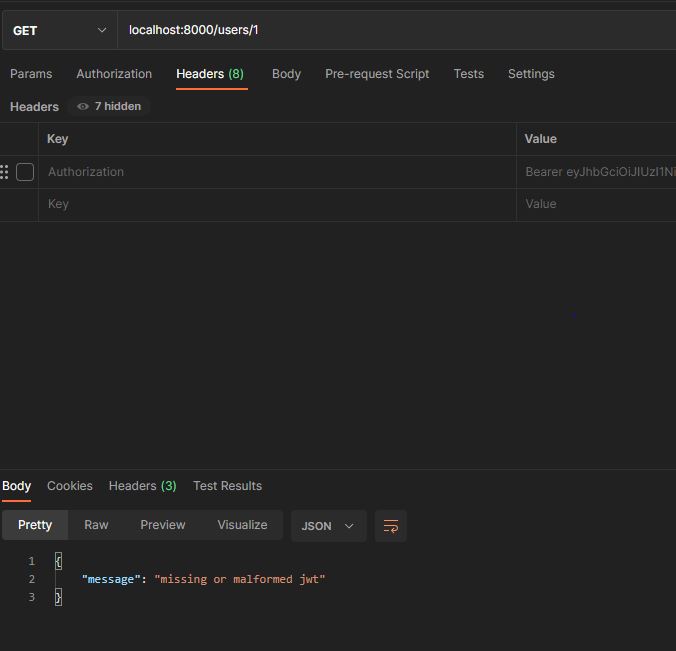 GET localhost:8000/users/1
Params Authorization Headers (8) Body Pre-request Script Tests Settings
Headers 7 hidden
Key Value
Authorization Bearer eyJhbGciOiJIUzI1Ni
Key Value
Body Cookies Headers (3) Test Results
Pretty Raw Preview Visualize JSON
1 {
2 "message": "missing or malformed jwt"
3 }